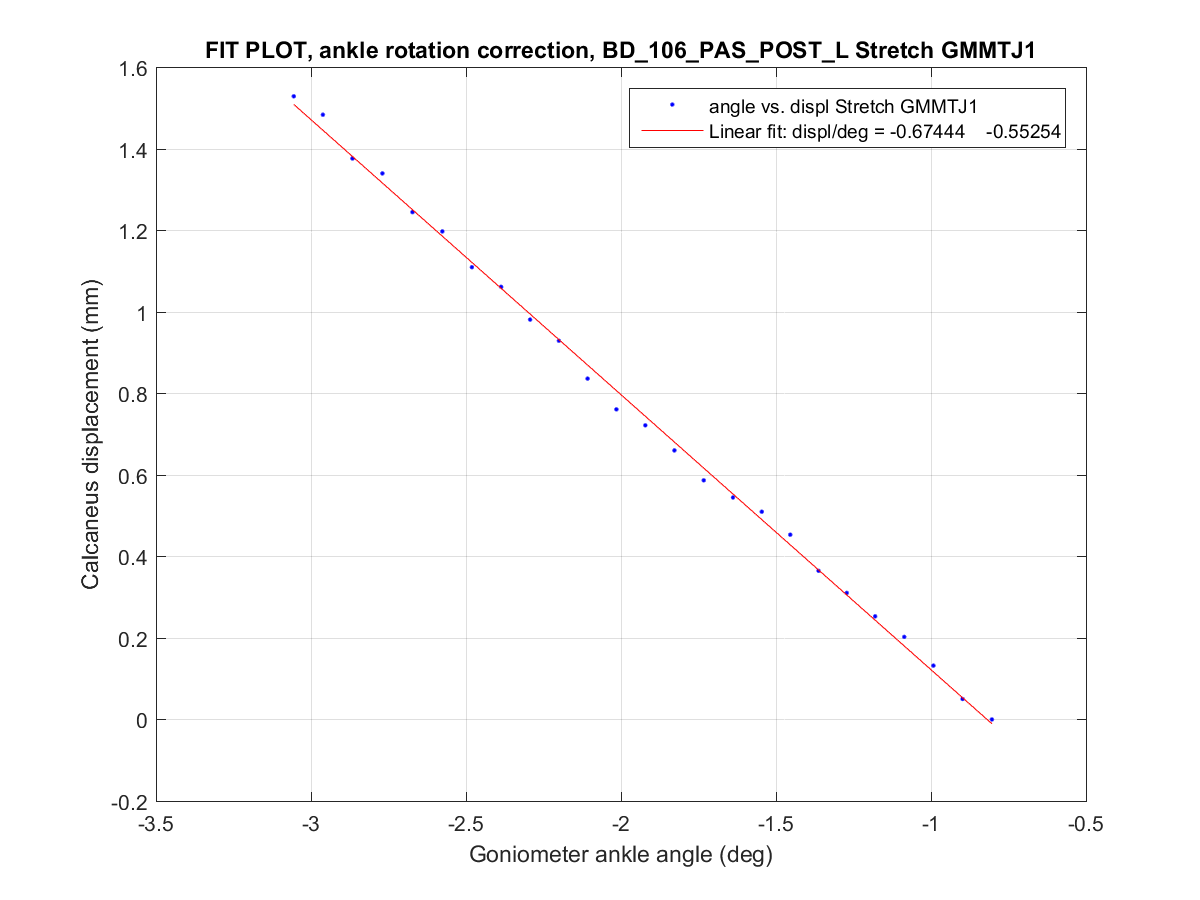 FIT PLOT, ankle rotation correction, BD_106_PAS_POST_L Stretch GMMTJ1
1.6
1.4
1.2
1
0.8
0.6
0.4
0.2
0
-0.2
Calcaneus displacement (mm)
angle vs. displ Stretch GMMTJ1
Linear fit: displ/deg = -0.67444    -0.55254
-3.5 -3 -2.5 -2 -1.5 -1 -0.5
Goniometer ankle angle (deg)